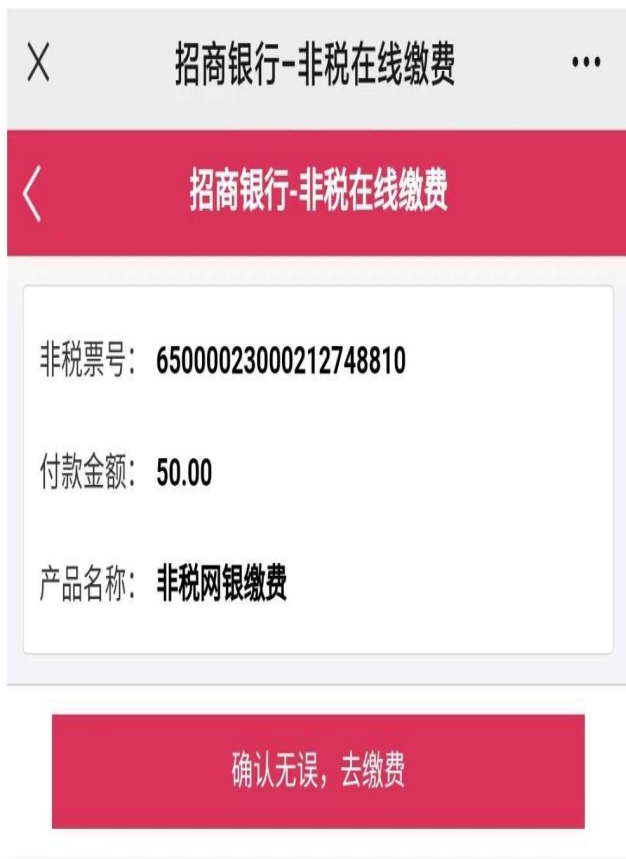 招商银行-非税在线缴费
招商银行-非税在线缴费
非税票号： 65000023000212748810
付款金额： 50.00
产品名称： 非税网银缴费
确认无误，去缴费